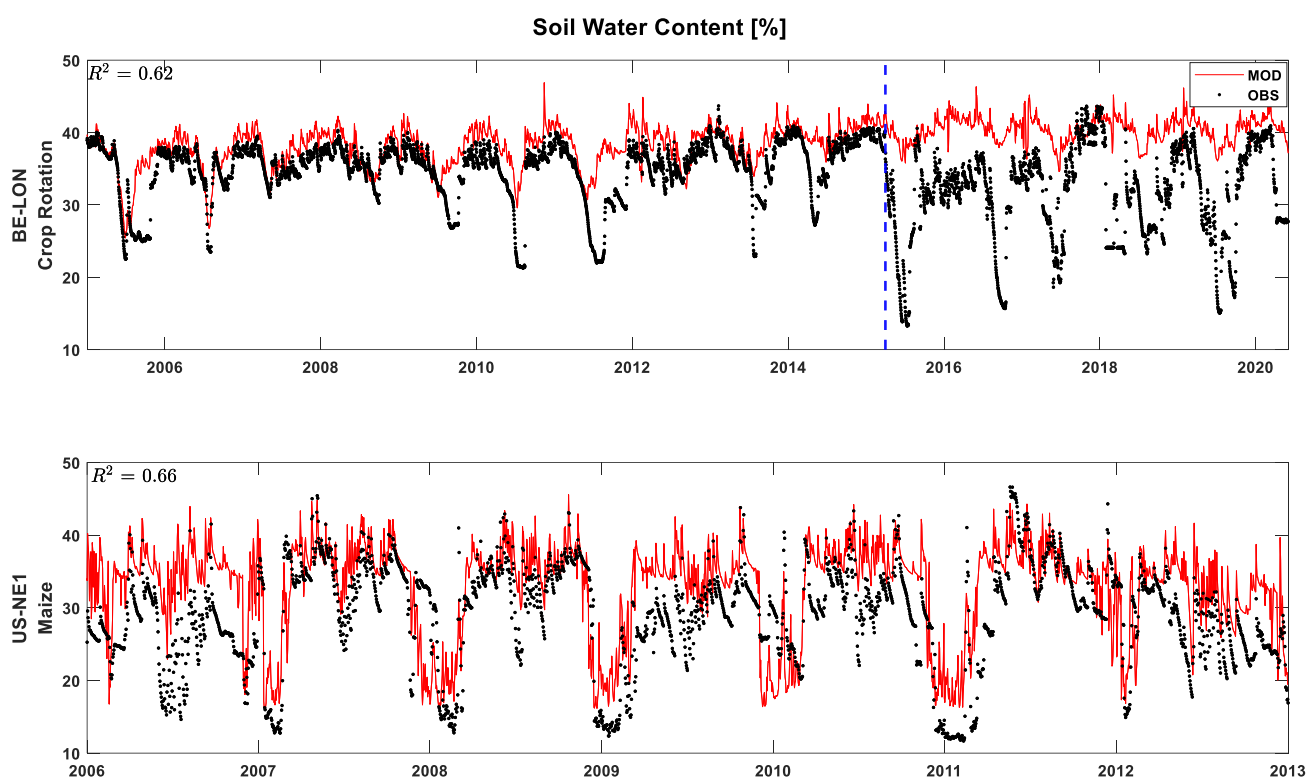 Soil Water Content [%]
R² = 0.62
MOD
OBS
50
40
30
20
10
BE-LON
Crop Rotation
2006 2008 2010 2012 2014 2016 2018 2020
R² = 0.66
50
40
30
20
10
US-NE1
Maize
2006 2007 2008 2009 2010 2011 2012 2013